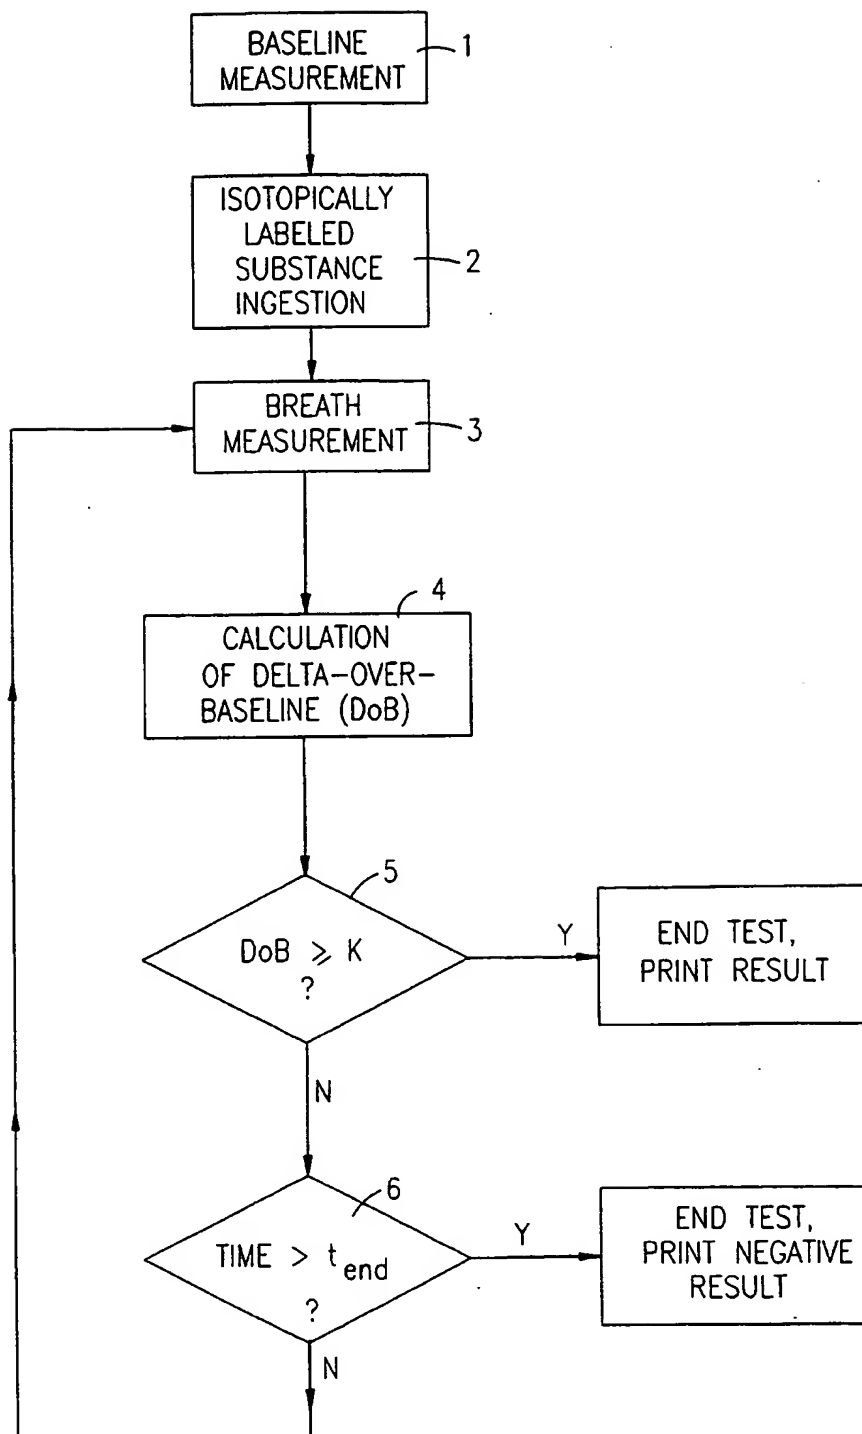 BASELINE
MEASUREMENT
1
ISOTOPICALLY
LABELED
SUBSTANCE
INGESTION
2
BREATH
MEASUREMENT
3
4
CALCULATION
OF DELTA-OVER-
BASELINE (DoB)
5
DoB ⩾ K
?
Y
END TEST,
PRINT RESULT
N
6
TIME > t end
?
Y
END TEST,
PRINT NEGATIVE
RESULT
N